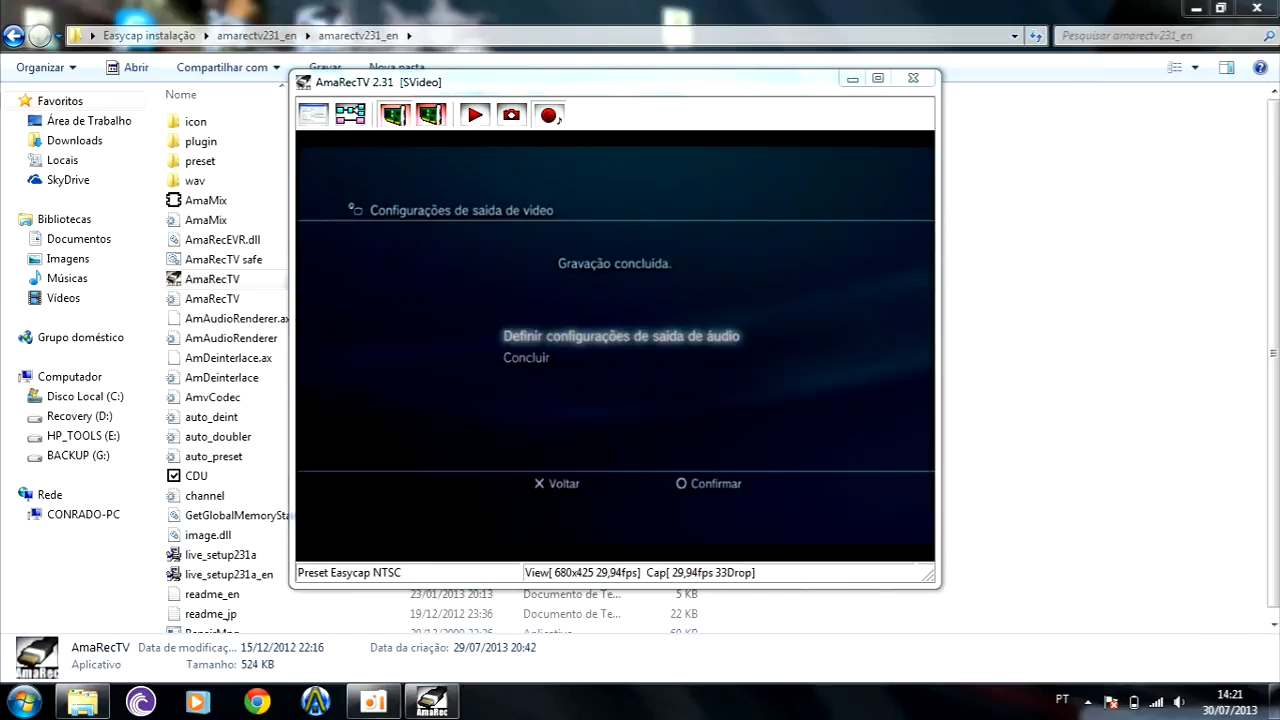 Easycap instalação
amarectv231_en
amarectv231_en
Pesquisar amarectv231_en
Organizar
Abrir
Compartilhar com
Gravar
Nova pasta
Favoritos
Área de Trabalho
Downloads
Locais
SkyDrive
Bibliotecas
Documentos
Imagens
Músicas
Vídeos
Grupo doméstico
Computador
Disco Local (C:)
Recovery (D:)
HP_TOOLS (E:)
BACKUP (G:)
Rede
CONRADO-PC
Nome
icon
plugin
preset
wav
AmaMix
AmaMix
AmaRecEVR.dll
AmaRecTV safe
AmaRecTV
AmaRecTV
AmAudioRenderer.ax
AmAudioRenderer
AmDeinterlace.ax
AmDeinterlace
AmvCodec
auto_deint
auto_doubler
auto_preset
CDU
channel
GetGlobalMemorySta
image.dll
live_setup231a
live_setup231a_en
readme_en 23/01/2013 20:13 Documento de Te... 5 KB
readme_jp 19/12/2012 23:36 Documento de Te... 22 KB
AmaRecTV 2.31 [SVideo]
Configurações de saída de vídeo
Gravação concluída.
Definir configurações de saída de áudio
Concluir
Voltar
Confirmar
Preset Easycap NTSC
View[ 680x425 29,94fps] Cap[ 29,94fps 33Drop]
AmaRecTV Data de modificaç... 15/12/2012 22:16 Data da criação: 29/07/2013 20:42
Aplicativo Tamanho: 524 KB
AmaRec
AmaRec
PT
14:21
30/07/2013